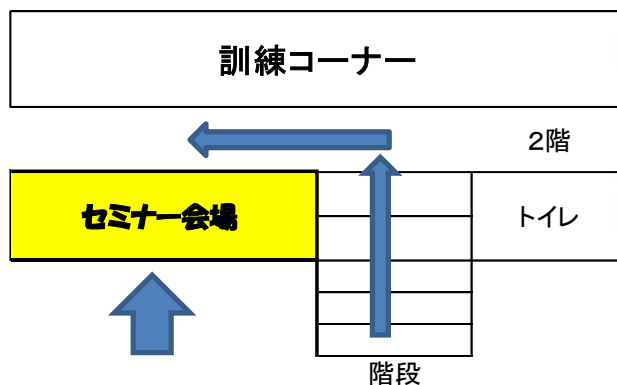 訓練コーナー
２階
セミナー会場
トイレ
階段